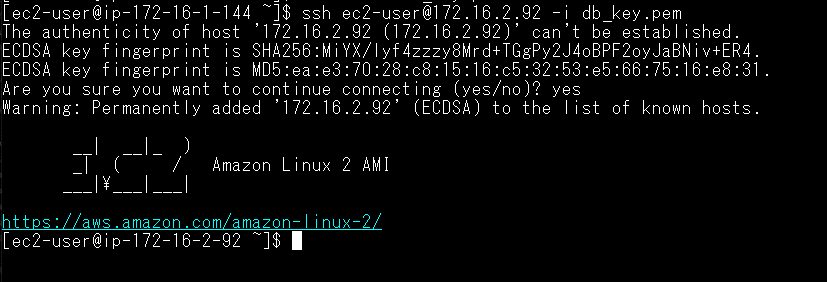 [ec2-user@ip-172-16-1-144 ~]$ ssh ec2-user@172.16.2.92 -i db_key.pem
The authenticity of host '172.16.2.92 (172.16.2.92)' can't be established.
ECDSA key fingerprint is SHA256:MiYX/lyf4zzzy8Mrd+TGgPy2J4oBPF2oyJaBNiv+ER4.
ECDSA key fingerprint is MD5:ea:e3:70:28:c8:15:16:c5:32:53:e5:66:75:16:e8:31.
Are you sure you want to continue connecting (yes/no)? yes
Warning: Permanently added '172.16.2.92' (ECDSA) to the list of known hosts.

       __|  __|_  )
       _|  (     /   Amazon Linux 2 AMI
      ___|¥___|___|

https://aws.amazon.com/amazon-linux-2/
[ec2-user@ip-172-16-2-92 ~]$